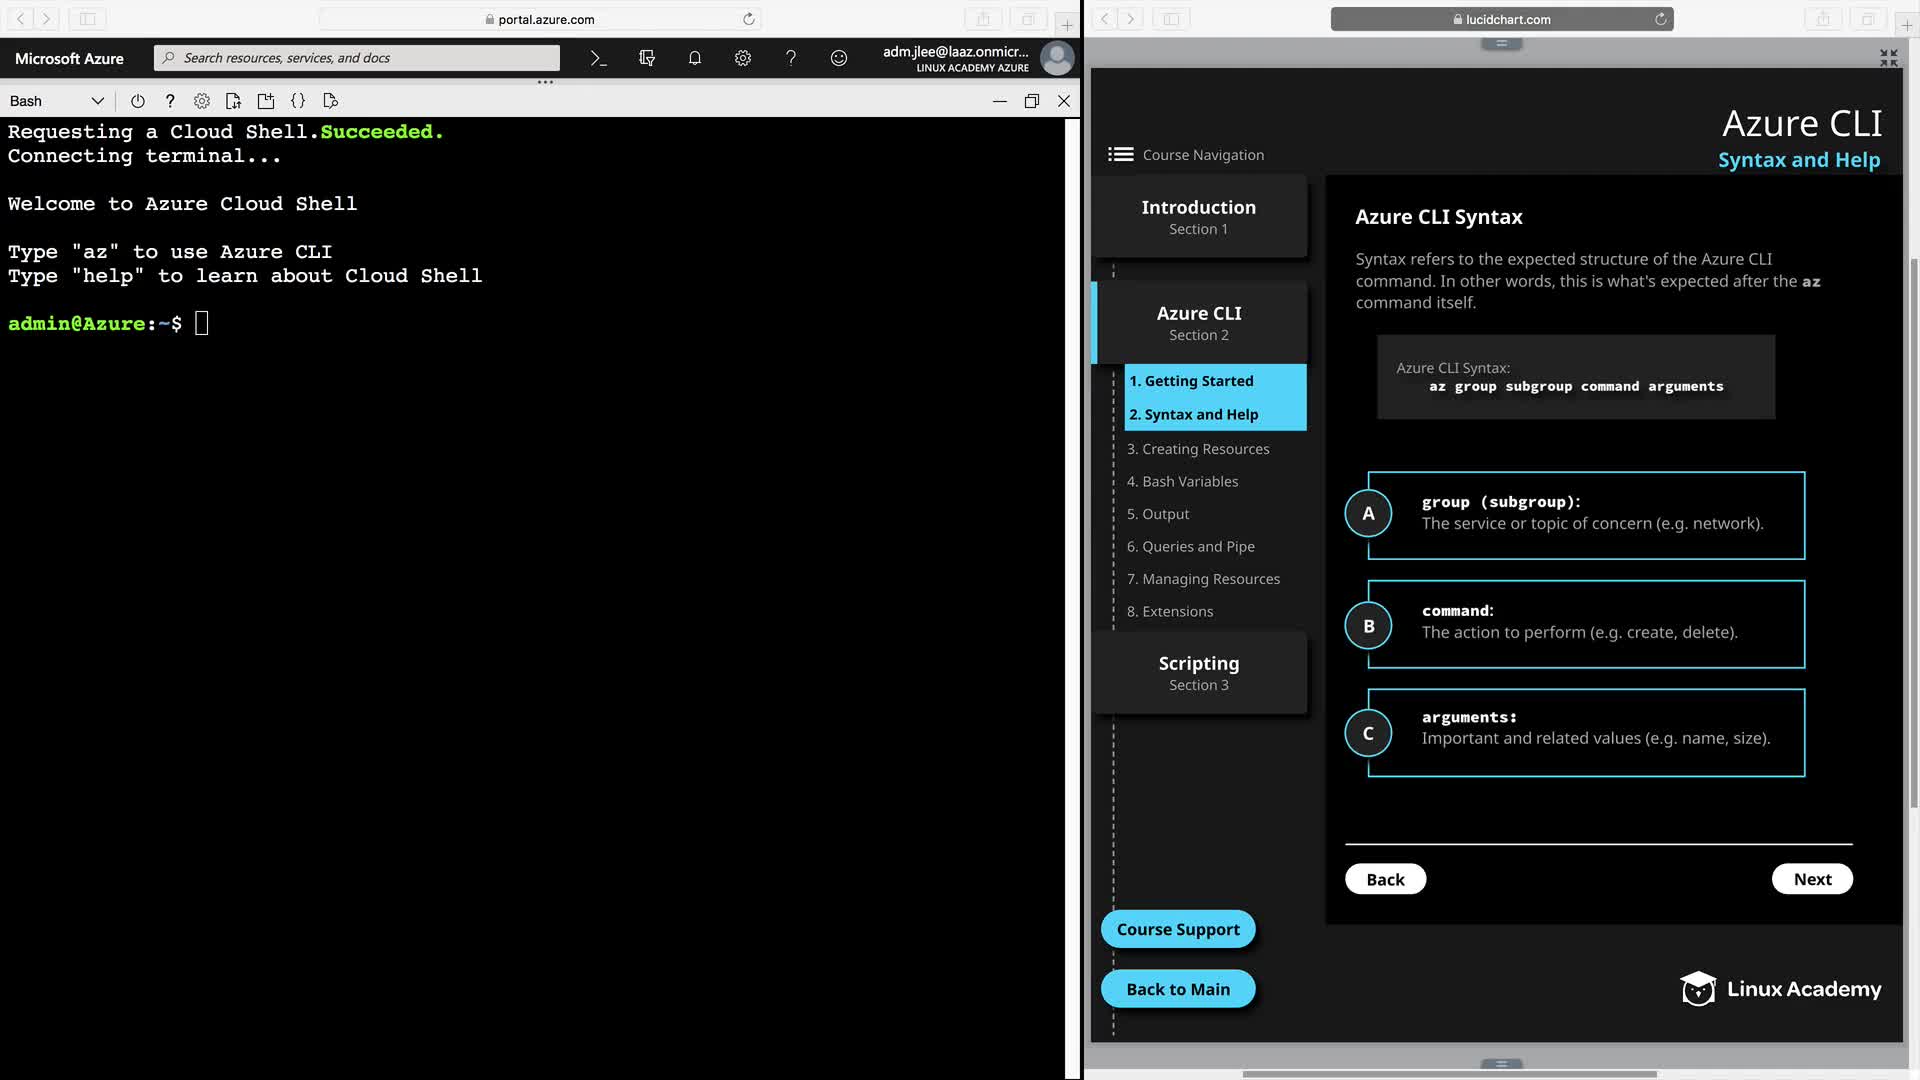 portal.azure.com
Microsoft Azure
Search resources, services, and docs
adm.jlee@laaz.onmicr...
LINUX ACADEMY AZURE
Bash
Requesting a Cloud Shell.Succeeded.
Connecting terminal...
Welcome to Azure Cloud Shell
Type "az" to use Azure CLI
Type "help" to learn about Cloud Shell
admin@Azure:~$
lucidchart.com
Azure CLI
Syntax and Help
Course Navigation
Introduction
Section 1
Azure CLI
Section 2
1. Getting Started
2. Syntax and Help
3. Creating Resources
4. Bash Variables
5. Output
6. Queries and Pipe
7. Managing Resources
8. Extensions
Scripting
Section 3
Course Support
Back to Main
Azure CLI Syntax
Syntax refers to the expected structure of the Azure CLI
command. In other words, this is what's expected after the az
command itself.
Azure CLI Syntax:
az group subgroup command arguments
A
group (subgroup):
The service or topic of concern (e.g. network).
B
command:
The action to perform (e.g. create, delete).
C
arguments:
Important and related values (e.g. name, size).
Back
Next
Linux Academy